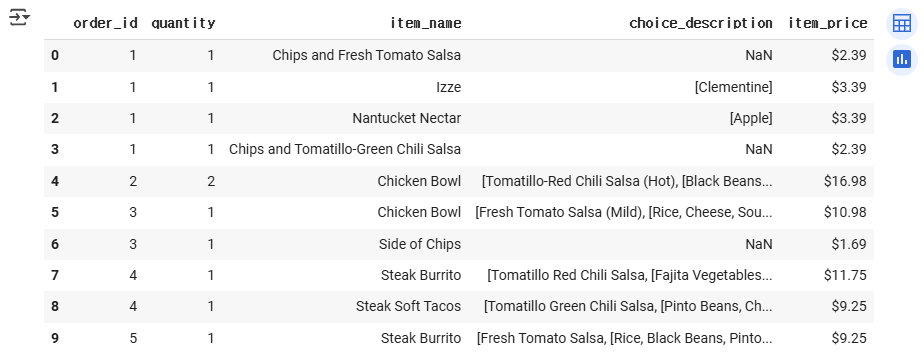 order_id quantity item_name choice_description item_price
0 1 1 Chips and Fresh Tomato Salsa NaN $2.39
1 1 1 Izze [Clementine] $3.39
2 1 1 Nantucket Nectar [Apple] $3.39
3 1 1 Chips and Tomatillo-Green Chili Salsa NaN $2.39
4 2 2 Chicken Bowl [Tomatillo-Red Chili Salsa (Hot), [Black Beans... $16.98
5 3 1 Chicken Bowl [Fresh Tomato Salsa (Mild), [Rice, Cheese, Sou... $10.98
6 3 1 Side of Chips NaN $1.69
7 4 1 Steak Burrito [Tomatillo Red Chili Salsa, [Fajita Vegetables... $11.75
8 4 1 Steak Soft Tacos [Tomatillo Green Chili Salsa, [Pinto Beans, Ch... $9.25
9 5 1 Steak Burrito [Fresh Tomato Salsa, [Rice, Black Beans, Pinto... $9.25